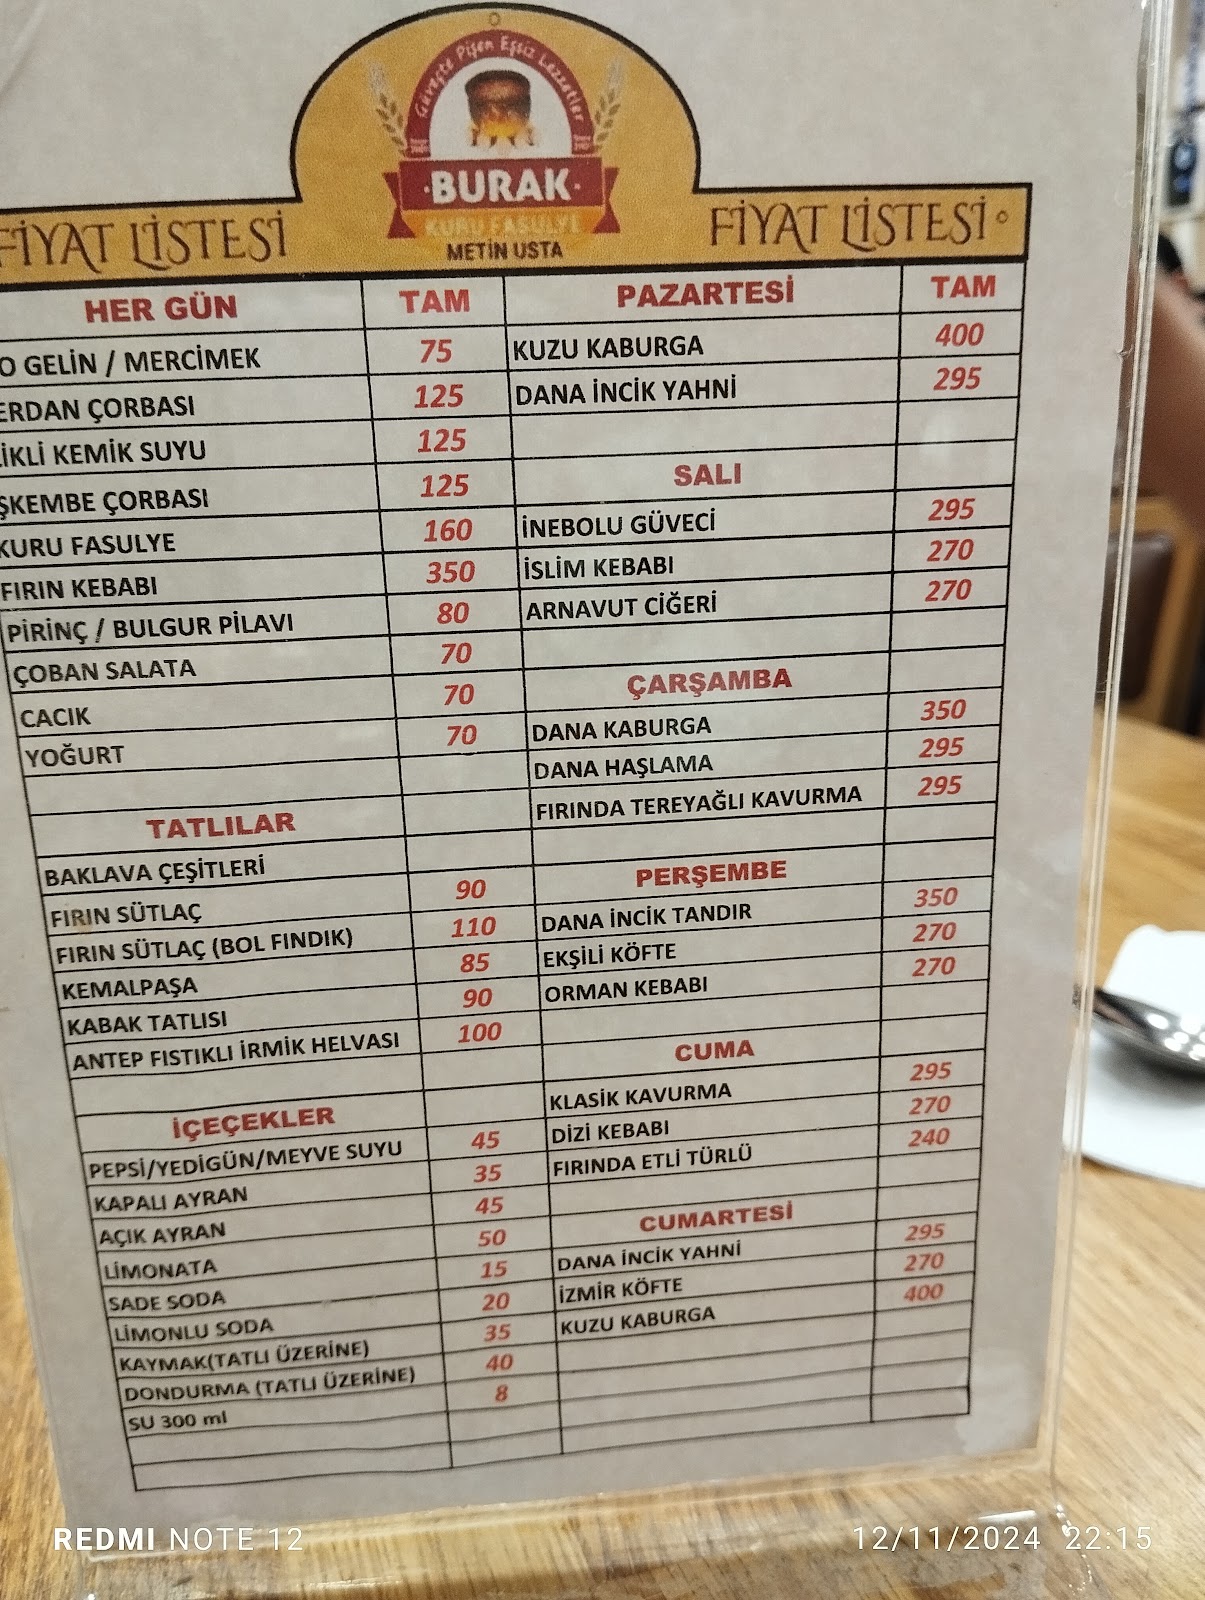 Güveçte Pişen Eşsiz Lezzetler
BURAK
KURU FASULYE
METİN USTA
FİYAT LİSTESİ
FİYAT LİSTESİ
HER GÜN TAM
O GELİN / MERCİMEK 75
ERDAN ÇORBASI 125
İKLİ KEMİK SUYU 125
ŞKEMBE ÇORBASI 125
KURU FASULYE 160
FIRIN KEBABI 350
PİRİNÇ / BULGUR PİLAVI 80
ÇOBAN SALATA 70
CACIK 70
YOĞURT 70
TATLILAR
BAKLAVA ÇEŞİTLERİ
FIRIN SÜTLAÇ 90
FIRIN SÜTLAÇ (BOL FINDIK) 110
KEMALPAŞA 85
KABAK TATLISI 90
ANTEP FISTIKLI İRMİK HELVASI 100
İÇEÇEKLER
PEPSİ/YEDİGÜN/MEYVE SUYU 45
KAPALI AYRAN 35
AÇIK AYRAN 45
LİMONATA 50
SADE SODA 15
LİMONLU SODA 20
KAYMAK(TATLI ÜZERİNE) 35
DONDURMA (TATLI ÜZERİNE) 40
SU 300 ml 8
PAZARTESİ TAM
KUZU KABURGA 400
DANA İNCİK YAHNİ 295
SALI
İNEBOLU GÜVECİ 295
İSLİM KEBABI 270
ARNAVUT CİĞERİ 270
ÇARŞAMBA
DANA KABURGA 350
DANA HAŞLAMA 295
FIRINDA TEREYAĞLI KAVURMA 295
PERŞEMBE
DANA İNCİK TANDIR 350
EKŞİLİ KÖFTE 270
ORMAN KEBABI 270
CUMA
KLASİK KAVURMA 295
DİZİ KEBABI 270
FIRINDA ETLİ TÜRLÜ 240
CUMARTESİ
DANA İNCİK YAHNİ 295
İZMİR KÖFTE 270
KUZU KABURGA 400
REDMI NOTE 12
12/11/2024 22:15